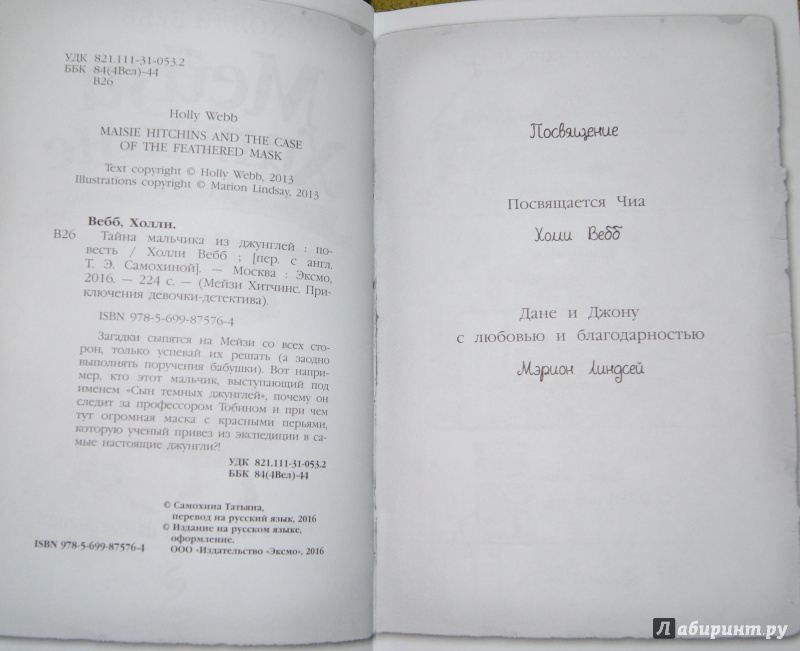 УДК 821.111-31-053.2
ББК 84(4Вел)-44
В26
Holly Webb
MAISIE HITCHINS AND THE CASE
OF THE FEATHERED MASK
Text copyright © Holly Webb, 2013
Illustrations copyright © Marion Lindsay, 2013
Вебб, Холли.
В26 Тайна мальчика из джунглей : по-
весть / Холли Вебб ; [пер. с англ.
Т. Э. Самохиной]. — Москва : Эксмо,
2016. — 224 с. — (Мейзи Хитчинс. При-
ключения девочки-детектива).
ISBN 978-5-699-87576-4
Загадки сыпятся на Мейзи со всех сто-
рон, только успевай их решать (а заодно
выполнять поручения бабушки). Вот напри-
мер, кто этот мальчик, выступающий под
именем «Сын темных джунглей», почему он
следит за профессором Тобином и при чем
тут огромная маска с красными перьями,
которую ученый привез из экспедиции в са-
мые настоящие джунгли?!
УДК 821.111-31-053.2
ББК 84(4Вел)-44
© Самохина Татьяна,
перевод на русский язык, 2016
© Издание на русском языке,
оформление.
ООО «Издательство «Эксмо», 2016
ISBN 978-5-699-87576-4
Посвящение
Посвящается Чиа
Холли Вебб
Дане и Джону
с любовью и благодарностью
Мэрион Линдсей
Лабиринт.ру